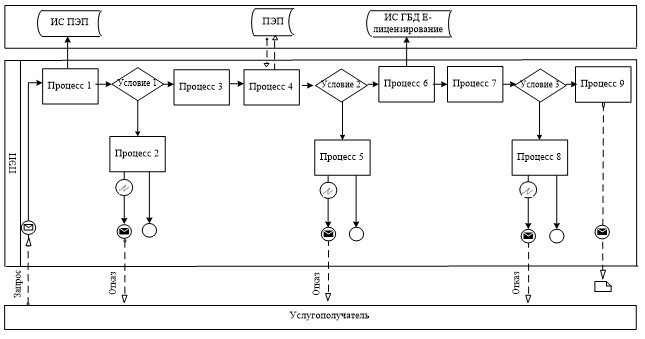 ИС ПЭП
ПЭП
ИС ГБД Е-
лицензирование
Процесс 1
Условие 1
Процесс 3
Процесс 4
Условие 2
Процесс 6
Процесс 7
Условие 3
Процесс 9
Процесс 2
Процесс 5
Процесс 8
ПЭП
Запрос
Отказ
Отказ
Отказ
Услугополучатель